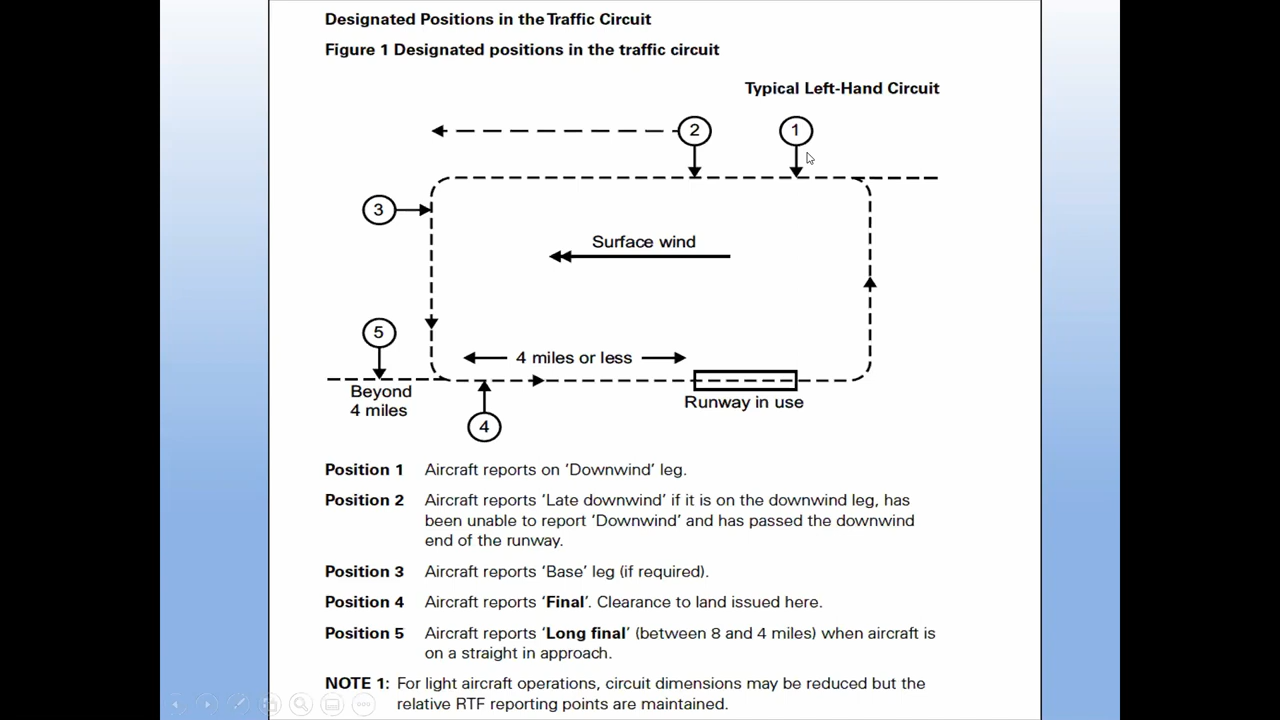 Designated Positions in the Traffic Circuit
Figure 1 Designated positions in the traffic circuit
Typical Left-Hand Circuit
2
1
3
Surface wind
5
4 miles or less
Beyond
4 miles
Runway in use
4
Position 1 Aircraft reports on ‘Downwind’ leg.
Position 2 Aircraft reports ‘Late downwind’ if it is on the downwind leg, has
been unable to report ‘Downwind’ and has passed the downwind
end of the runway.
Position 3 Aircraft reports ‘Base’ leg (if required).
Position 4 Aircraft reports ‘Final’. Clearance to land issued here.
Position 5 Aircraft reports ‘Long final’ (between 8 and 4 miles) when aircraft is
on a straight in approach.
NOTE 1: For light aircraft operations, circuit dimensions may be reduced but the
relative RTF reporting points are maintained.